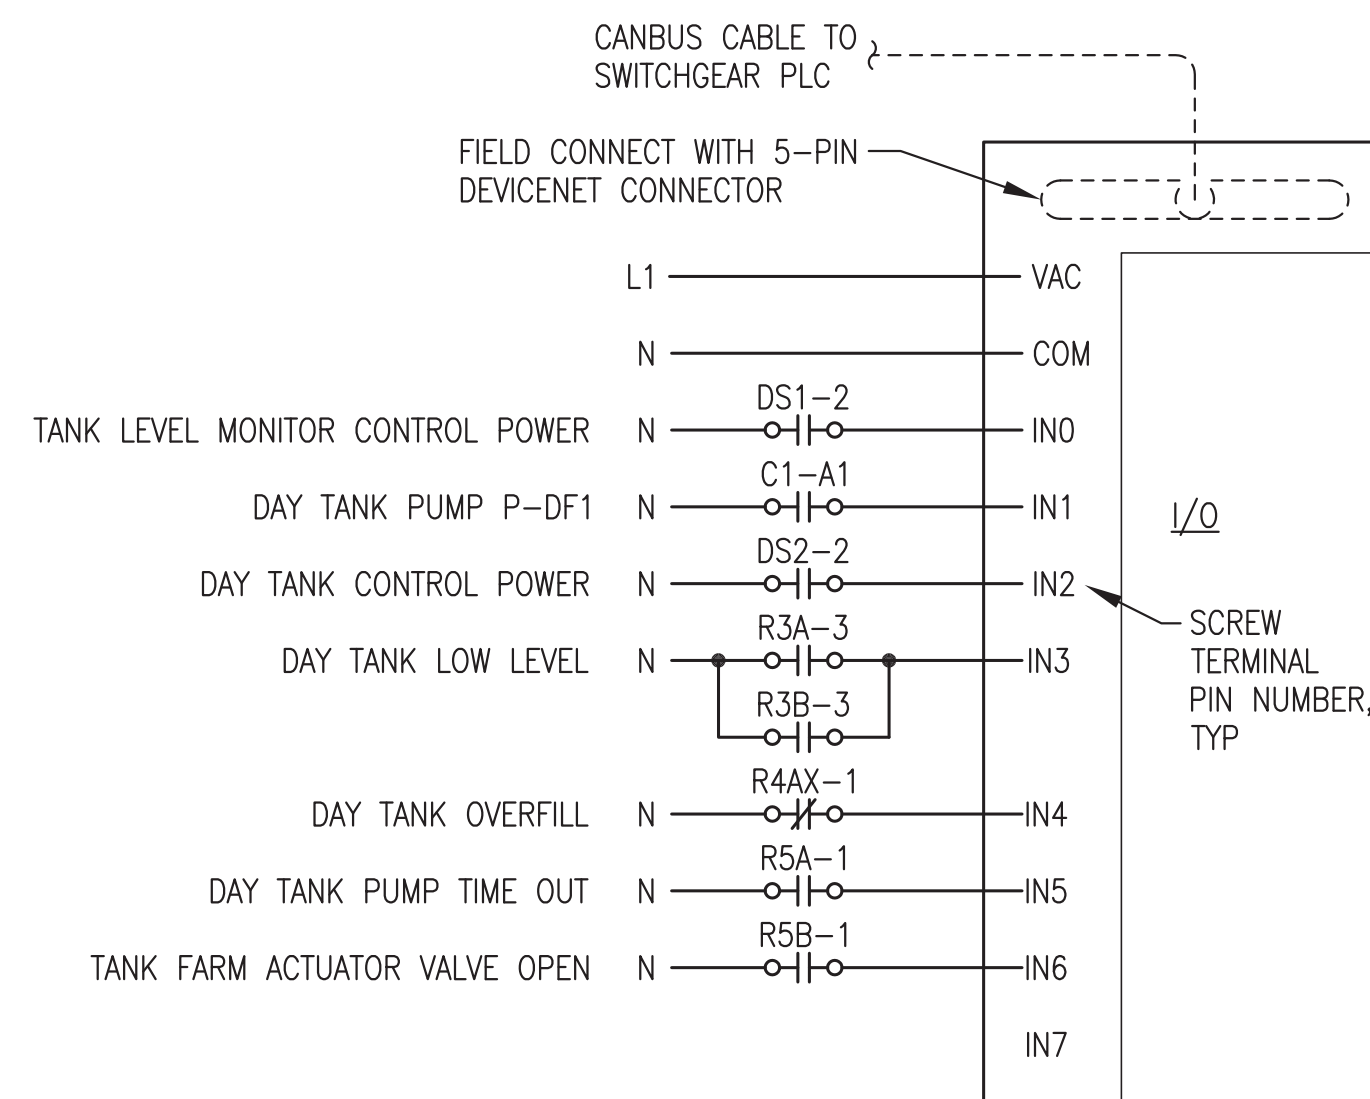 CANBUS CABLE TO
SWITCHGEAR PLC
FIELD CONNECT WITH 5-PIN
DEVICENET CONNECTOR
L1 VAC
N COM
DS1-2
TANK LEVEL MONITOR CONTROL POWER N IN0
C1-A1
DAY TANK PUMP P-DF1 N IN1
I/O
DS2-2
DAY TANK CONTROL POWER N IN2
SCREW
TERMINAL
PIN NUMBER,
TYP
R3A-3
DAY TANK LOW LEVEL N IN3
R3B-3
R4AX-1
DAY TANK OVERFILL N IN4
R5A-1
DAY TANK PUMP TIME OUT N IN5
R5B-1
TANK FARM ACTUATOR VALVE OPEN N IN6
IN7